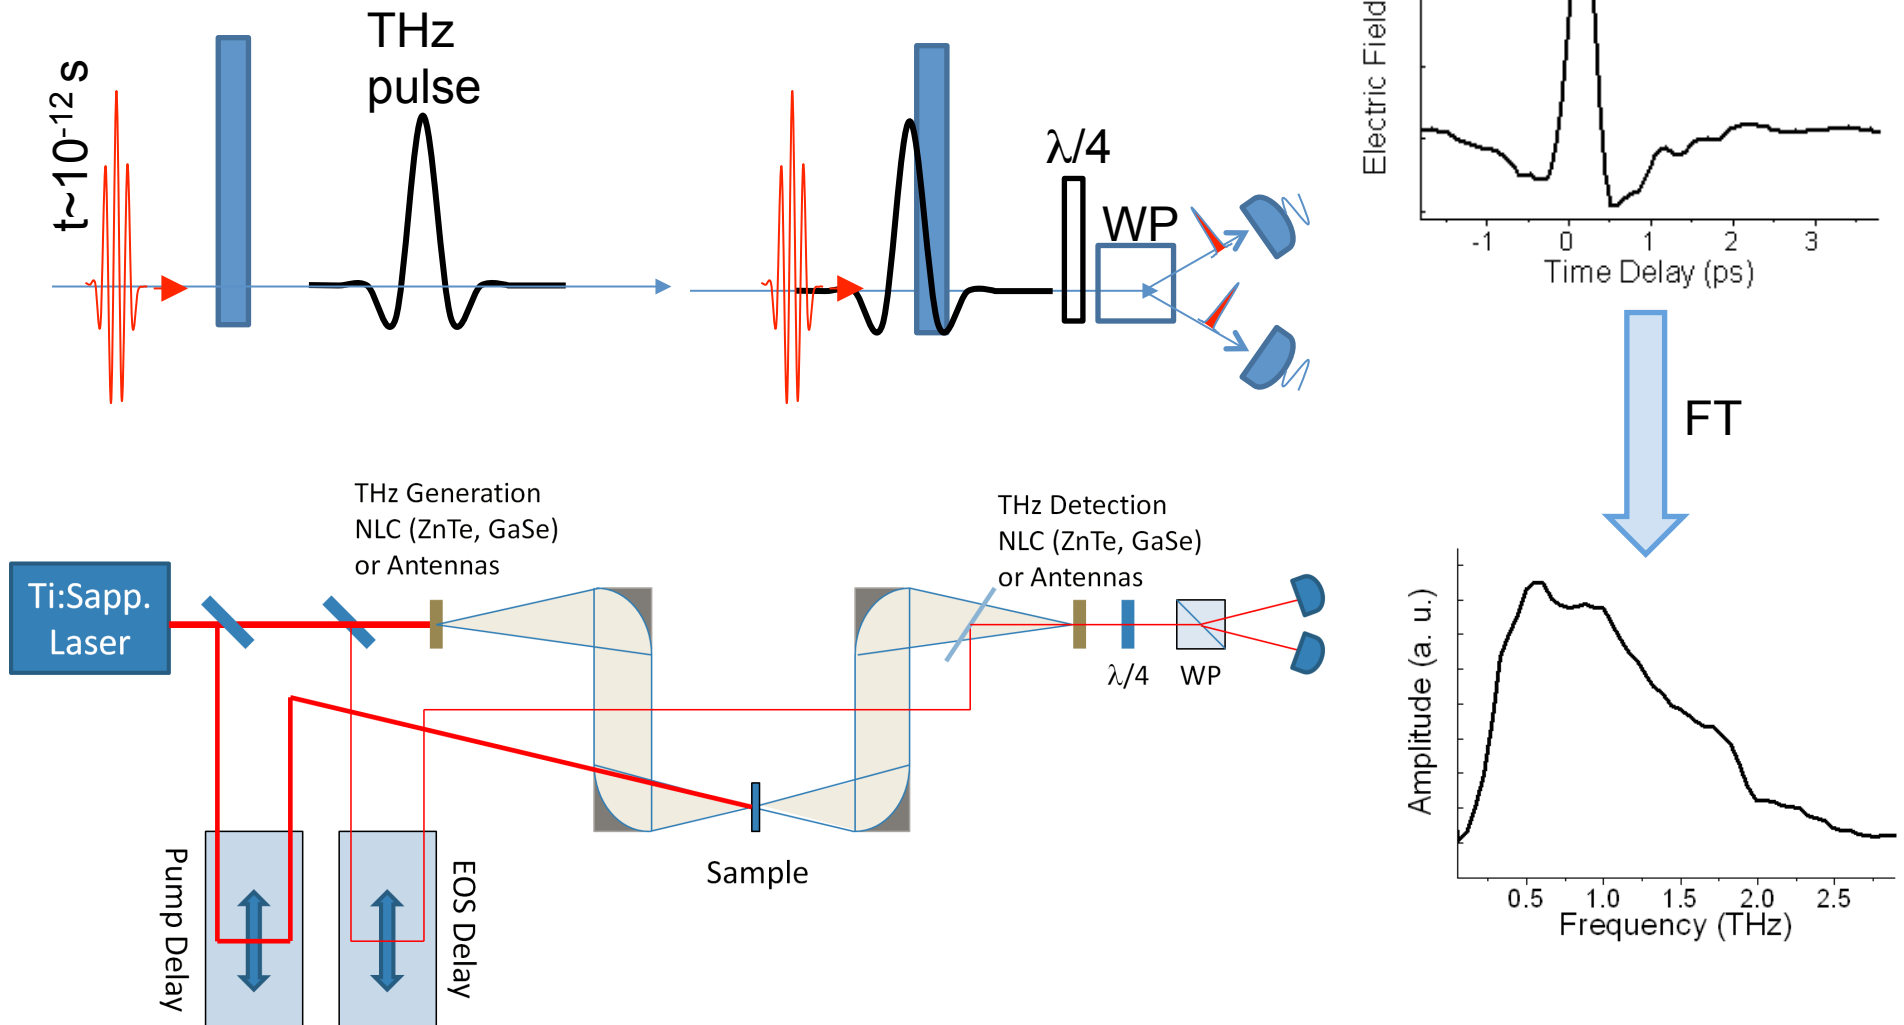 t~10⁻¹² s
THz
pulse
λ/4
WP
Electric Field
-1 0 1 2 3
Time Delay (ps)
FT
THz Generation
NLC (ZnTe, GaSe)
or Antennas
THz Detection
NLC (ZnTe, GaSe)
or Antennas
Ti:Sapp.
Laser
λ/4
WP
Sample
Pump Delay
EOS Delay
Amplitude (a. u.)
0.5 1.0 1.5 2.0 2.5
Frequency (THz)